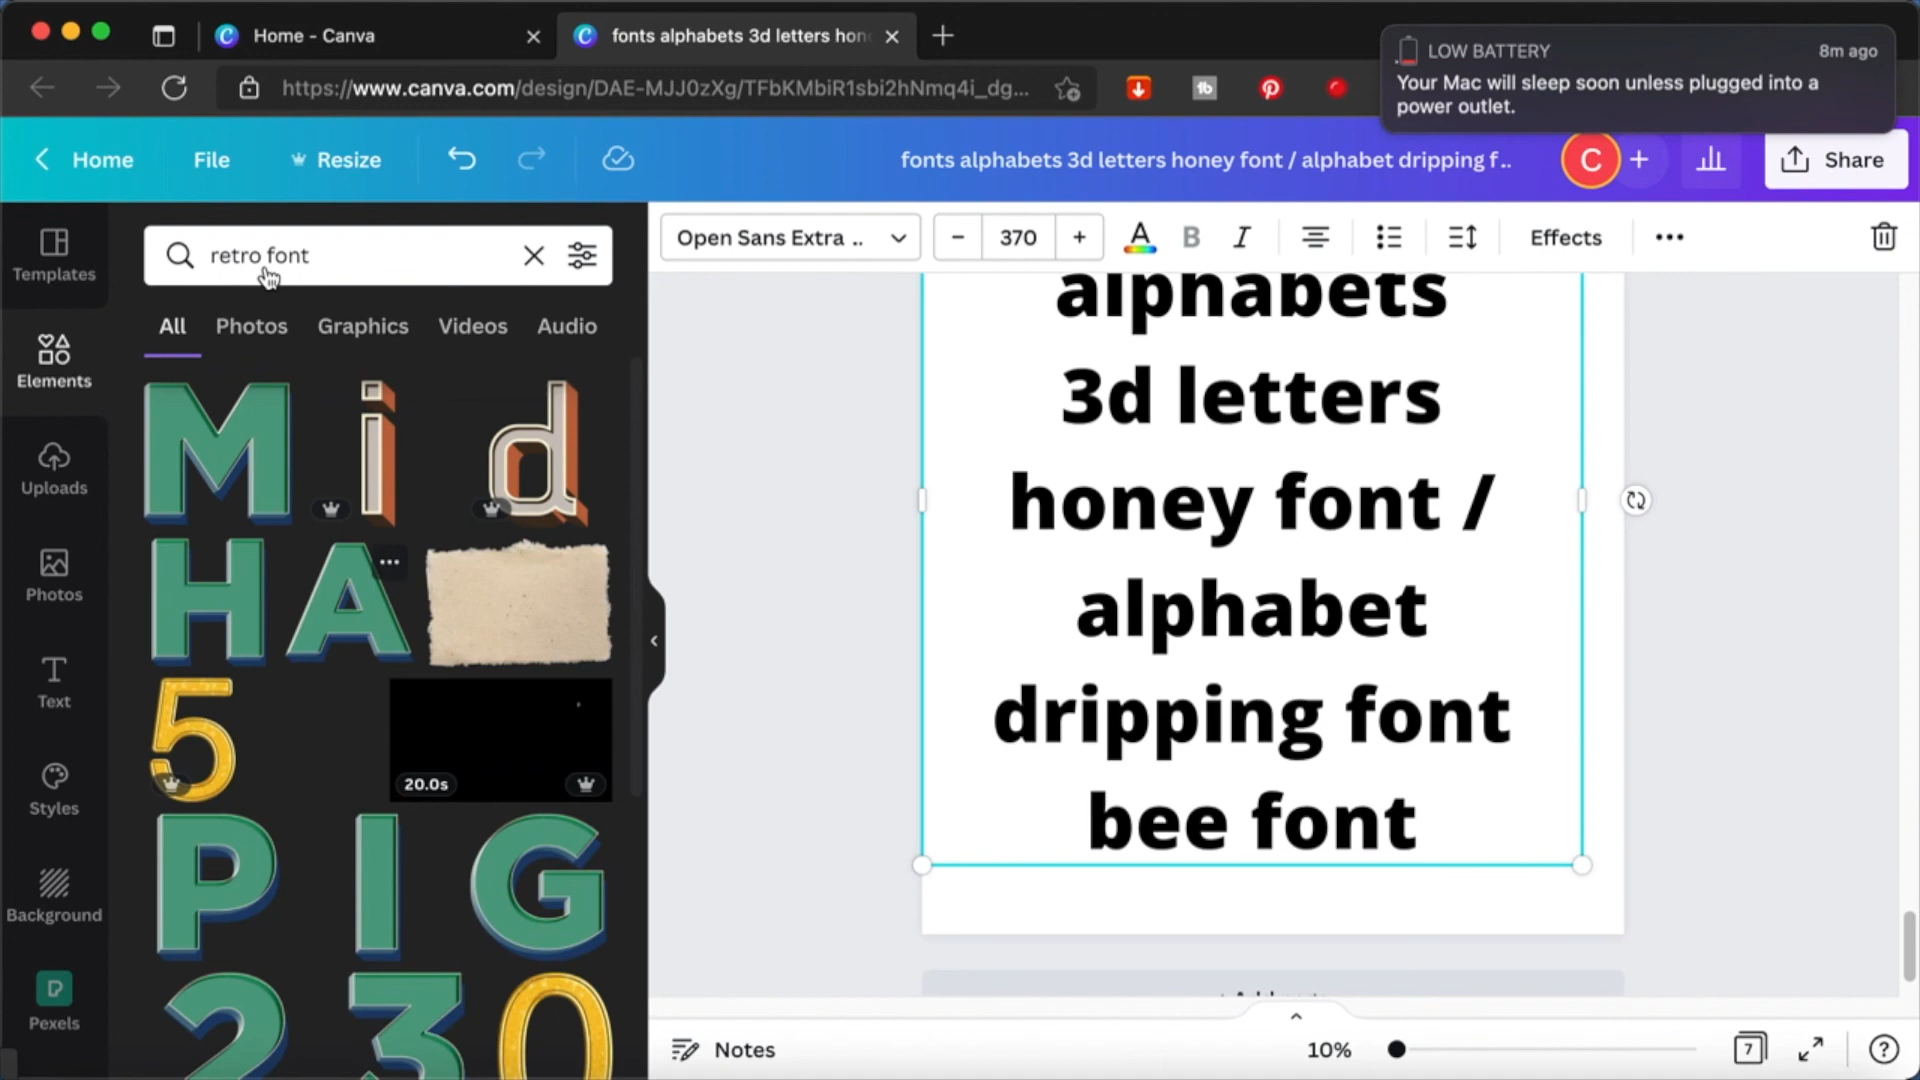 Home - Canva
fonts alphabets 3d letters hon
LOW BATTERY
8m ago
Your Mac will sleep soon unless plugged into a
power outlet.
https://www.canva.com/design/DAE-MJJ0zXg/TFbKMbiR1sbi2hNmq4i_dg...
tb
Home
File
Resize
fonts alphabets 3d letters honey font / alphabet dripping f..
C
Share
Templates
Elements
Uploads
Photos
Text
Styles
Background
Pexels
retro font
All
Photos
Graphics
Videos
Audio
M i d
H A
5
20.0s
P I G
2 3 0
Open Sans Extra ..
370
A
B
I
Effects
alphabets
3d letters
honey font /
alphabet
dripping font
bee font
Notes
10%
7
?